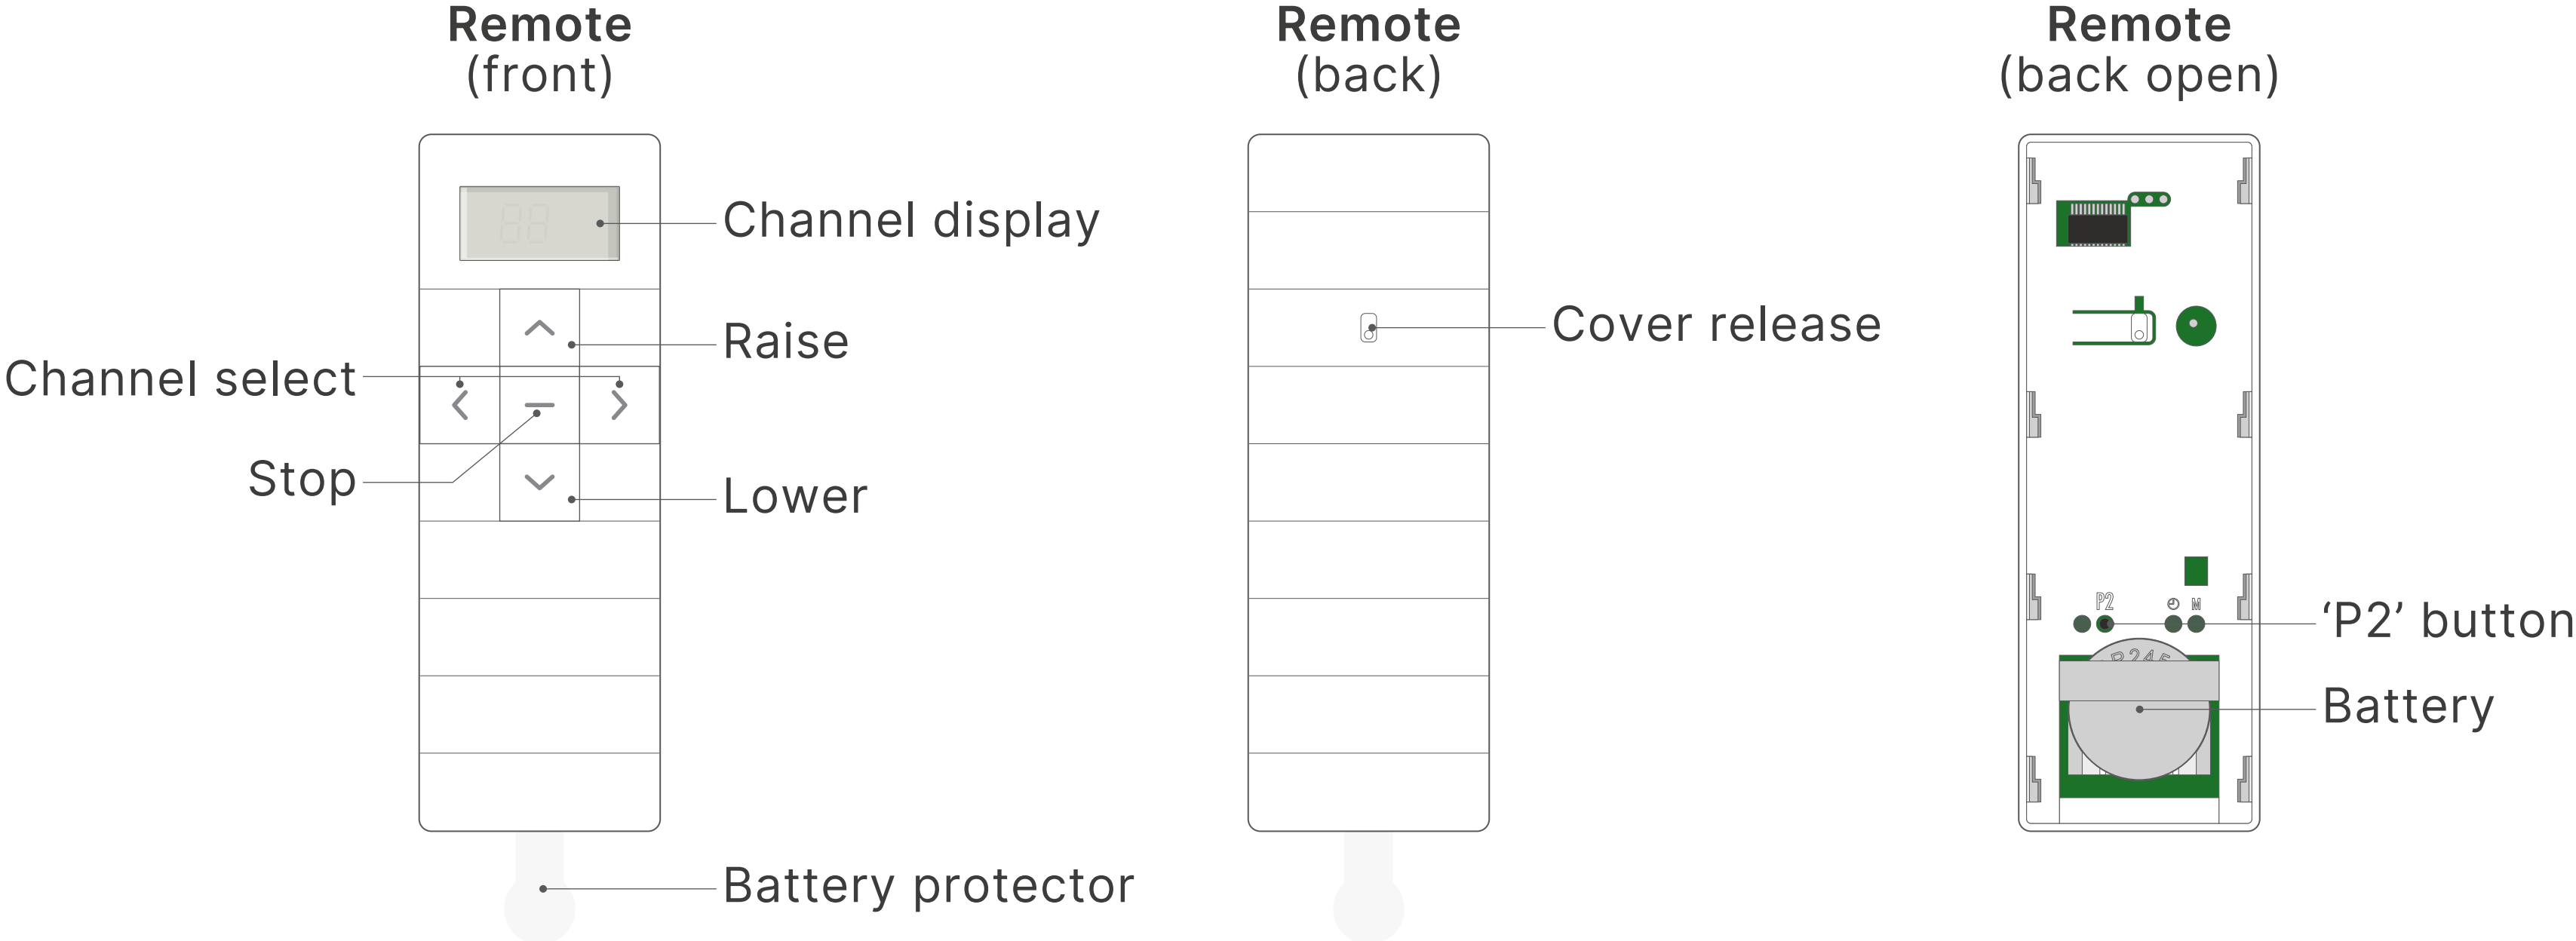 Remote
(front)
Remote
(back)
Remote
(back open)
88
Channel display
Raise
Channel select
Stop
Lower
Battery protector
Cover release
P2
M
‘P2’ button
Battery